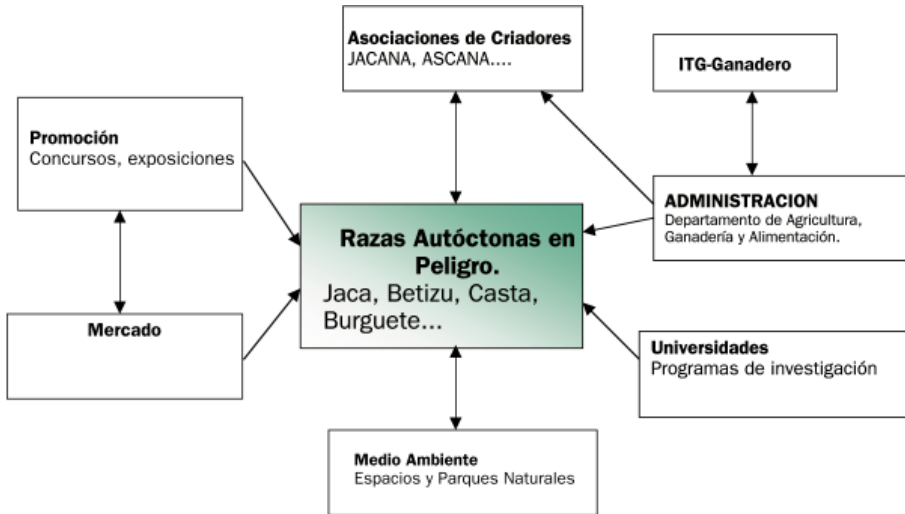 Asociaciones de Criadores
JACANA, ASCANA....
ITG-Ganadero
Promoción
Concursos, exposiciones
ADMINISTRACION
Departamento de Agricultura,
Ganadería y Alimentación.
Razas Autóctonas en
Peligro.
Jaca, Betizu, Casta,
Burguete...
Mercado
Universidades
Programas de investigación
Medio Ambiente
Espacios y Parques Naturales